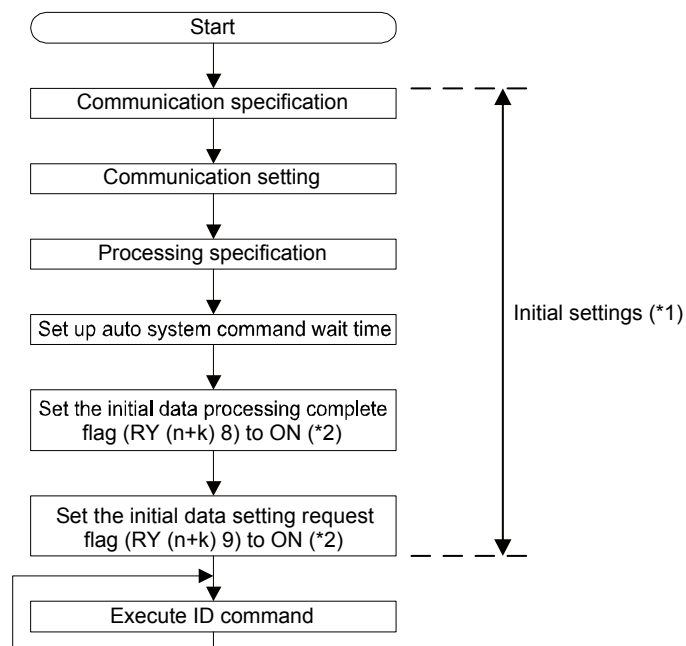 Start
Communication specification
Communication setting
Processing specification
Set up auto system command wait time
Set the initial data processing complete
flag (RY (n+k) 8) to ON (*2)
Set the initial data setting request
flag (RY (n+k) 9) to ON (*2)
Initial settings (*1)
Execute ID command